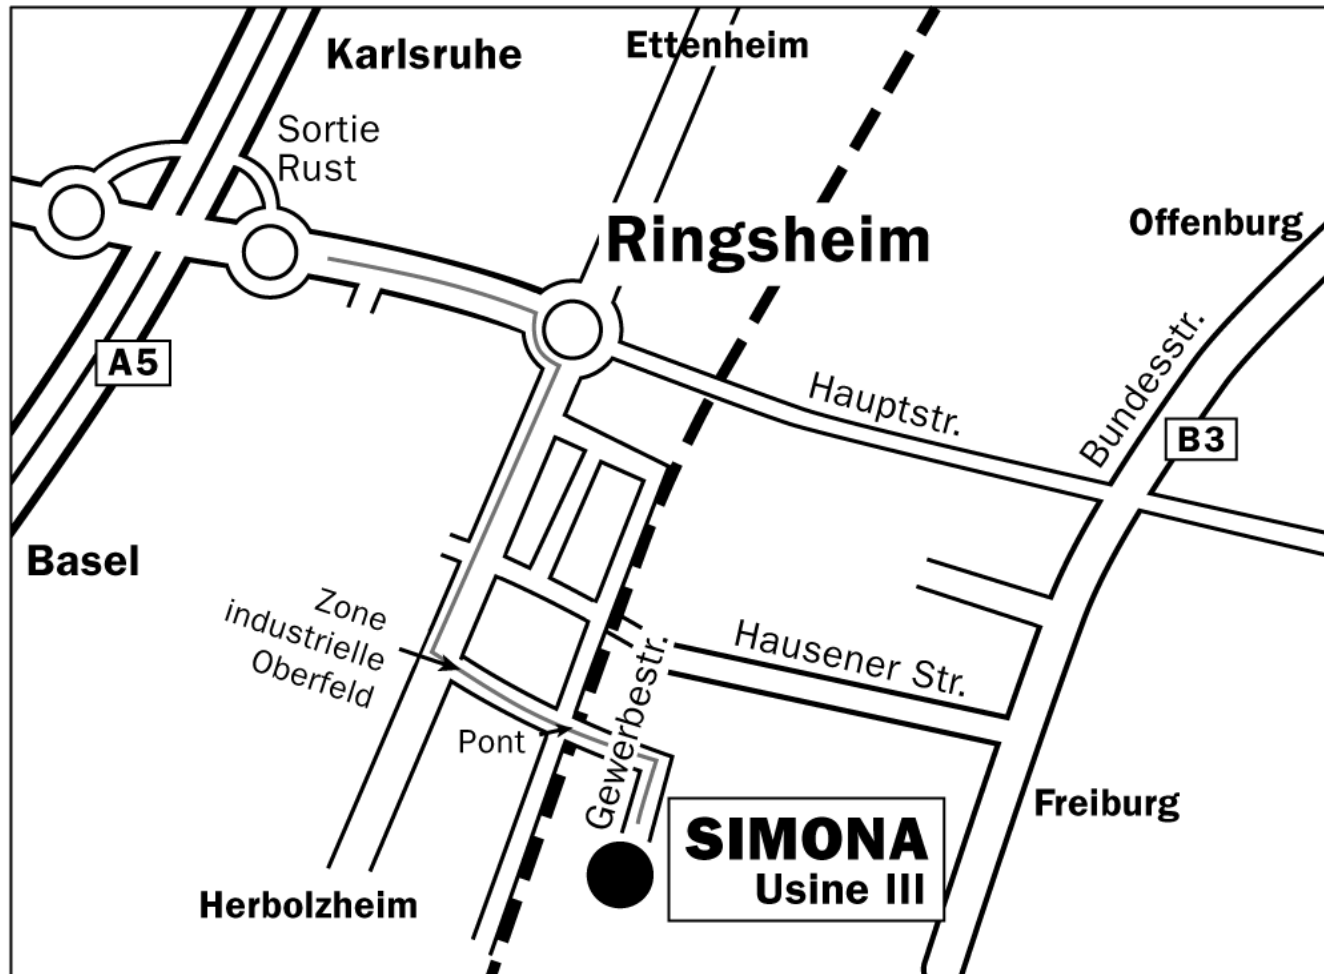 Karlsruhe
Ettenheim
Sortie
Rust
Ringsheim
Offenburg
A5
Hauptstr.
Bundesstr.
B3
Basel
Zone
industrielle
Oberfeld
Hausener Str.
Gewerbestr.
Pont
SIMONA
Usine III
Freiburg
Herbolzheim